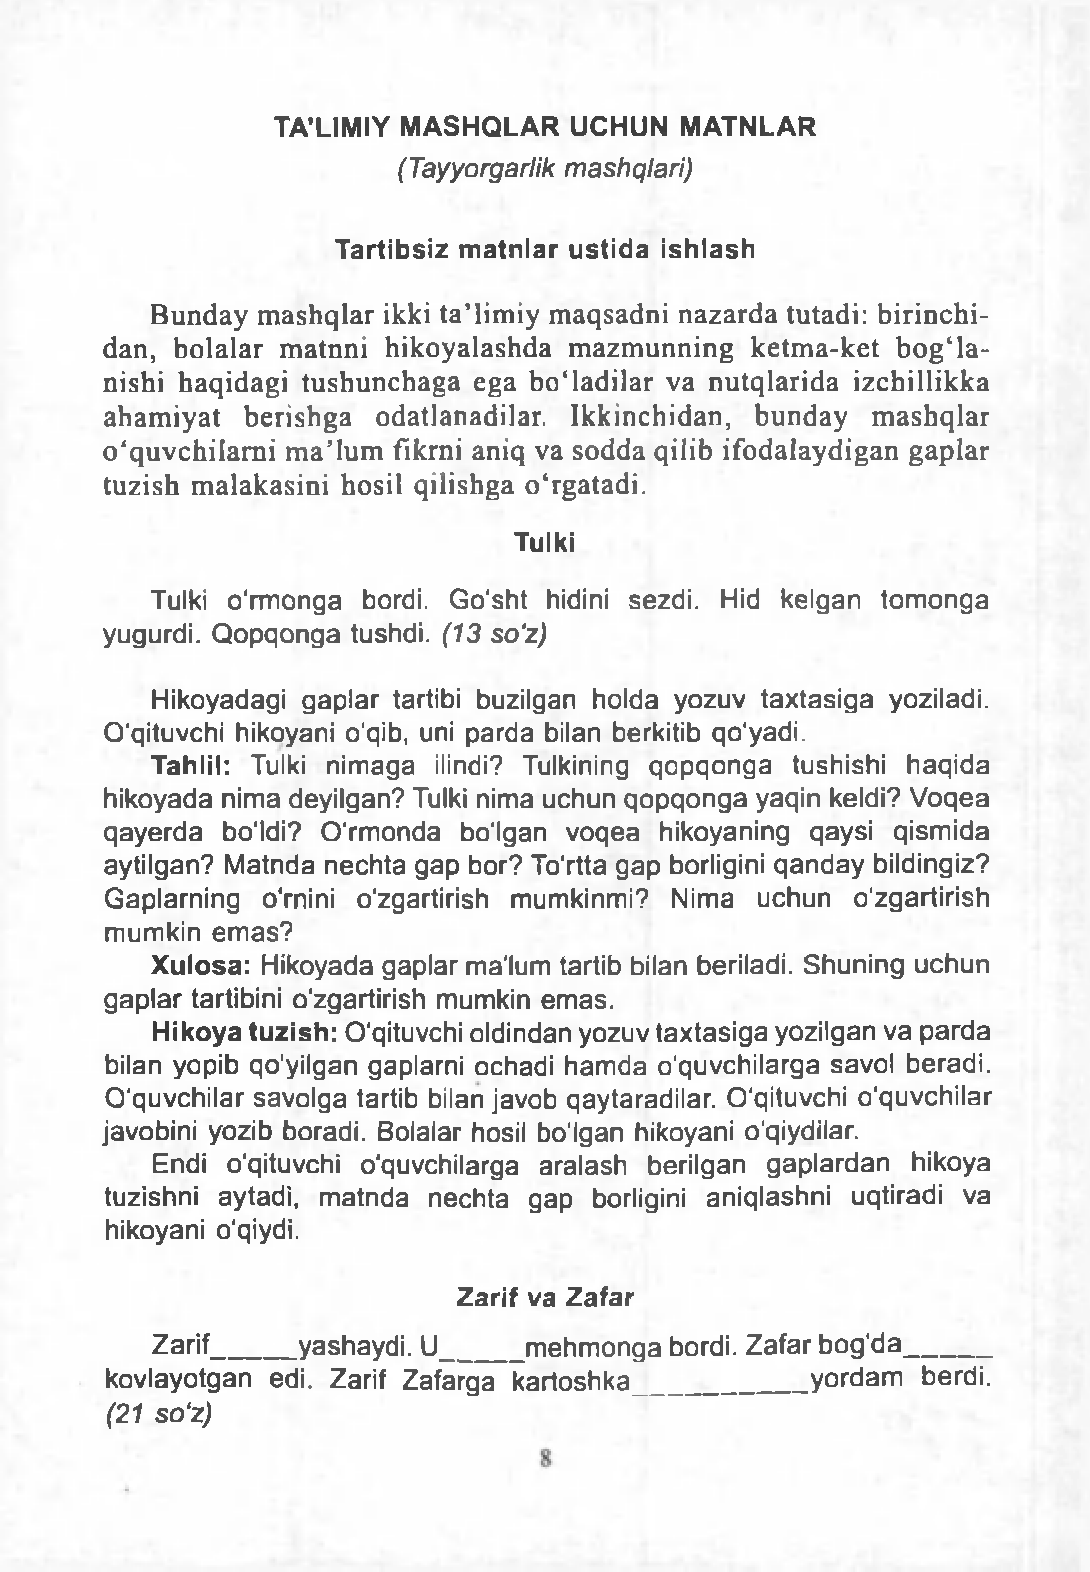 TA'LIMIY MASHQLAR UCHUN MATNLAR
(Tayyorgarlik mashqlari)
Tartibsiz matnlar ustida ishlash
Bunday mashqlar ikki ta’limiy maqsadni nazarda tutadi: birinchi-
dan, bolalar matnni hikoyalashda mazmunning ketma-ket bog‘la-
nishi haqidagi tushunchaga ega bo‘ladilar va nutqlarida izchillikka
ahamiyat berishga odatlanadilar. Ikkinchidan, bunday mashqlar
o‘quvchilarni ma’lum fikrni aniq va sodda qilib ifodalaydigan gaplar
tuzish malakasini hosil qilishga o‘rgatadi.
Tulki
Tulki o‘rmonga bordi. Go‘sht hidini sezdi. Hid kelgan tomonga
yugurdi. Qopqonga tushdi. (13 so‘z)
Hikoyadagi gaplar tartibi buzilgan holda yozuv taxtasiga yoziladi.
O‘qituvchi hikoyani o‘qib, uni parda bilan berkitib qo‘yadi.
Tahlil: Tulki nimaga ilindi? Tulkining qopqonga tushishi haqida
hikoyada nima deyilgan? Tulki nima uchun qopqonga yaqin keldi? Voqea
qayerda bo‘ldi? O‘rmonda bo‘lgan voqea hikoyaning qaysi qismida
aytilgan? Matnda nechta gap bor? To‘rtta gap borligini qanday bildingiz?
Gaplarning o‘rnini o‘zgartirish mumkinmi? Nima uchun o‘zgartirish
mumkin emas?
Xulosa: Hikoyada gaplar ma'lum tartib bilan beriladi. Shuning uchun
gaplar tartibini o‘zgartirish mumkin emas.
Hikoya tuzish: O‘qituvchi oldindan yozuv taxtasiga yozilgan va parda
bilan yopib qo‘yilgan gaplarni ochadi hamda o‘quvchilarga savol beradi.
O‘quvchilar savolga tartib bilan javob qaytaradilar. O‘qituvchi o‘quvchilar
javobini yozib boradi. Bolalar hosil bo‘lgan hikoyani o‘qiydilar.
Endi o‘qituvchi o‘quvchilarga aralash berilgan gaplardan hikoya
tuzishni aytadi, matnda nechta gap borligini aniqlashni uqtiradi va
hikoyani o‘qiydi.
Zarif va Zafar
Zarif______yashaydi. U______mehmonga bordi. Zafar bog‘da______
kovlayotgan edi. Zarif Zafarga kartoshka____________yordam berdi.
(21 so‘z)
8